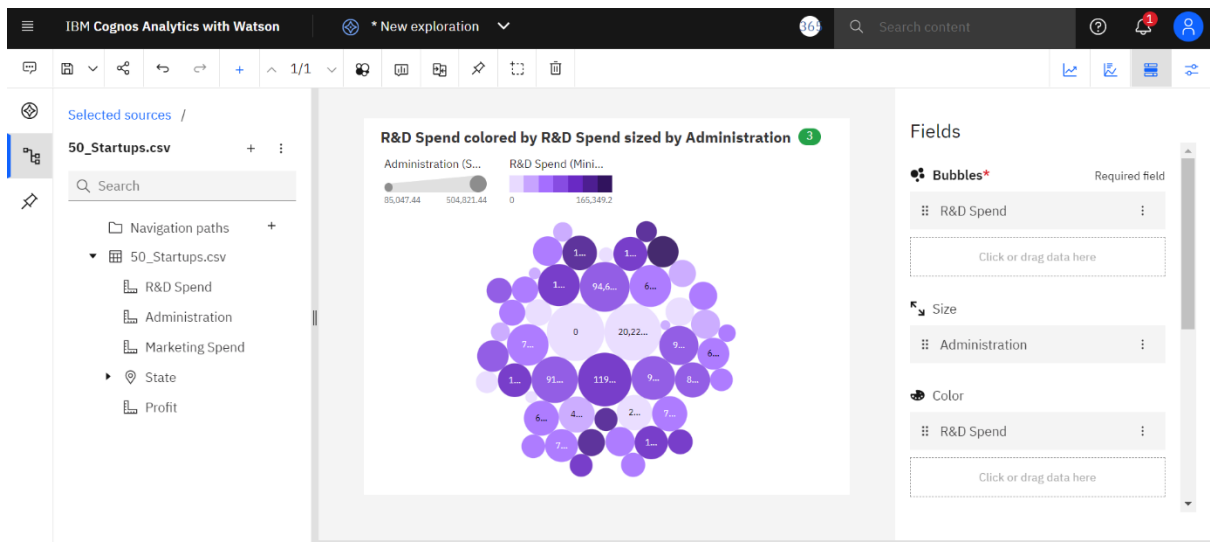 IBM Cognos Analytics with Watson
* New exploration
365
Search content
1
1/1
Selected sources /
50_Startups.csv
Search
Navigation paths
50_Startups.csv
R&D Spend
Administration
Marketing Spend
State
Profit
R&D Spend colored by R&D Spend sized by Administration 3
Administration (S... R&D Spend (Mini...
85,047.44 504,821.44 0 165,349.2
1... 1...
1... 94,6... 6...
0 20,22...
7... 9... 6...
1... 91... 119... 9... 8...
6... 4... 2... 7...
7... 1...
Fields
Bubbles* Required field
R&D Spend
Click or drag data here
Size
Administration
Color
R&D Spend
Click or drag data here